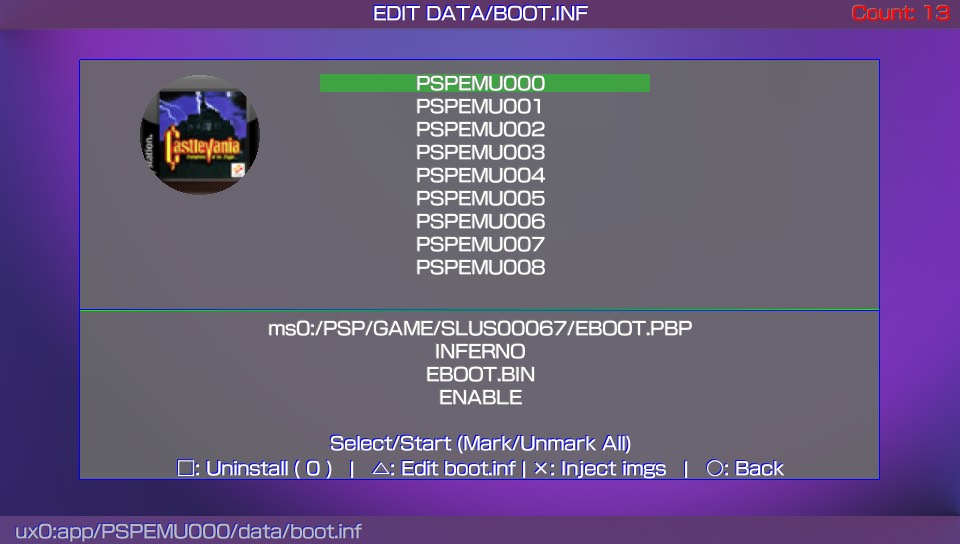 EDIT DATA/BOOT.INF
Count: 13
PSPEMU000
PSPEMU001
PSPEMU002
PSPEMU003
PSPEMU004
PSPEMU005
PSPEMU006
PSPEMU007
PSPEMU008
Castlevania
ms0:/PSP/GAME/SLUS00067/EBOOT.PBP
INFERNO
EBOOT.BIN
ENABLE
Select/Start (Mark/Unmark All)
□: Uninstall ( 0 ) | △: Edit boot.inf | ×: Inject imgs | ○: Back
ux0:app/PSPEMU000/data/boot.inf